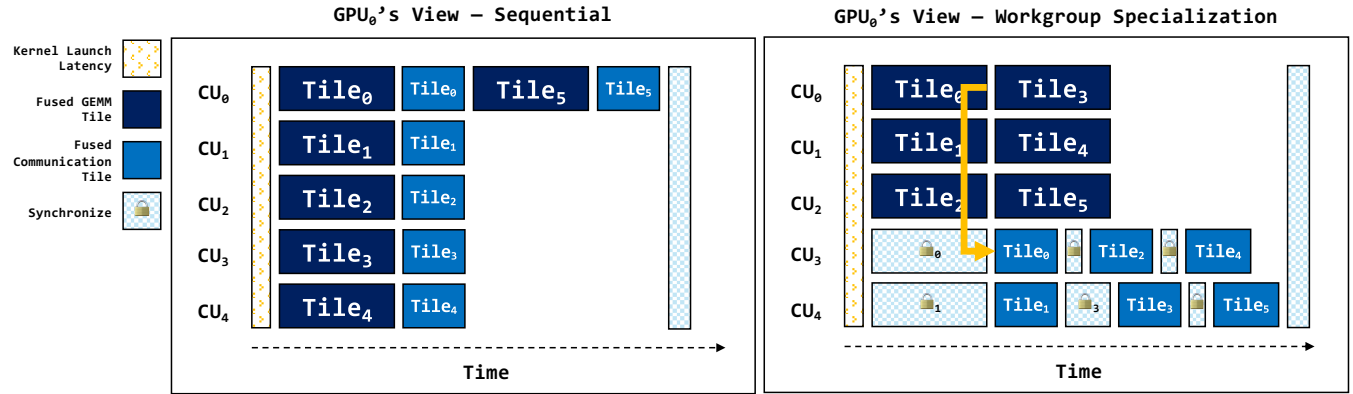 GPU₀’s View – Sequential
Kernel Launch
Latency
Fused GEMM
Tile
Fused
Communication
Tile
Synchronize
CU₀ Tile₀ Tile₀ Tile₅ Tile₅
CU₁ Tile₁ Tile₁
CU₂ Tile₂ Tile₂
CU₃ Tile₃ Tile₃
CU₄ Tile₄ Tile₄
Time
GPU₀’s View – Workgroup Specialization
CU₀ Tile₀ Tile₃
CU₁ Tile₁ Tile₄
CU₂ Tile₂ Tile₅
CU₃ ₀ Tile₀ Tile₂ Tile₄
CU₄ ₁ Tile₁ ₃ Tile₃ Tile₅
Time